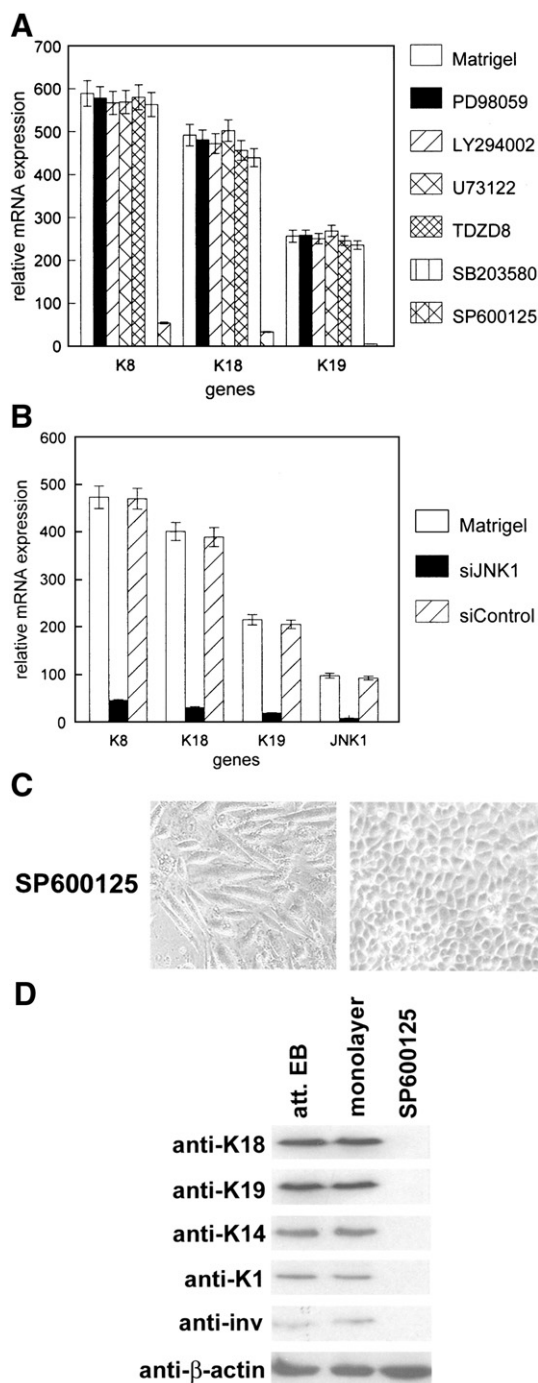 A
relative mRNA expression
700
600
500
400
300
200
100
0
K8 K18 K19
genes
Matrigel
PD98059
LY294002
U73122
TDZD8
SB203580
SP600125
B
relative mRNA expression
600
500
400
300
200
100
0
K8 K18 K19 JNK1
genes
Matrigel
siJNK1
siControl
C
SP600125
D
att. EB
monolayer
SP600125
anti-K18
anti-K19
anti-K14
anti-K1
anti-inv
anti-β-actin